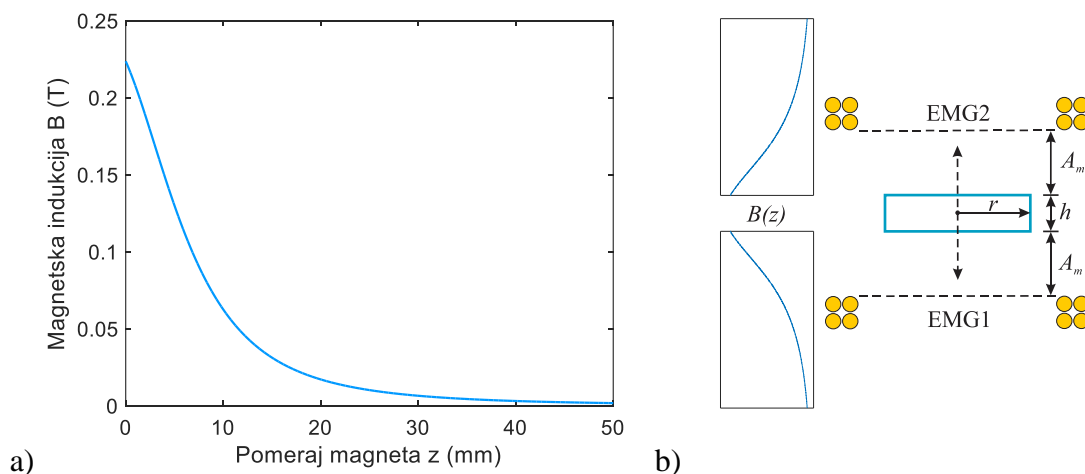 0.25
0.2
0.15
0.1
0.05
0
0 10 20 30 40 50
Magnetska indukcija B (T)
Pomeraj magneta z (mm)
a)
B(z)
EMG2
A_m
r
h
A_m
EMG1
b)